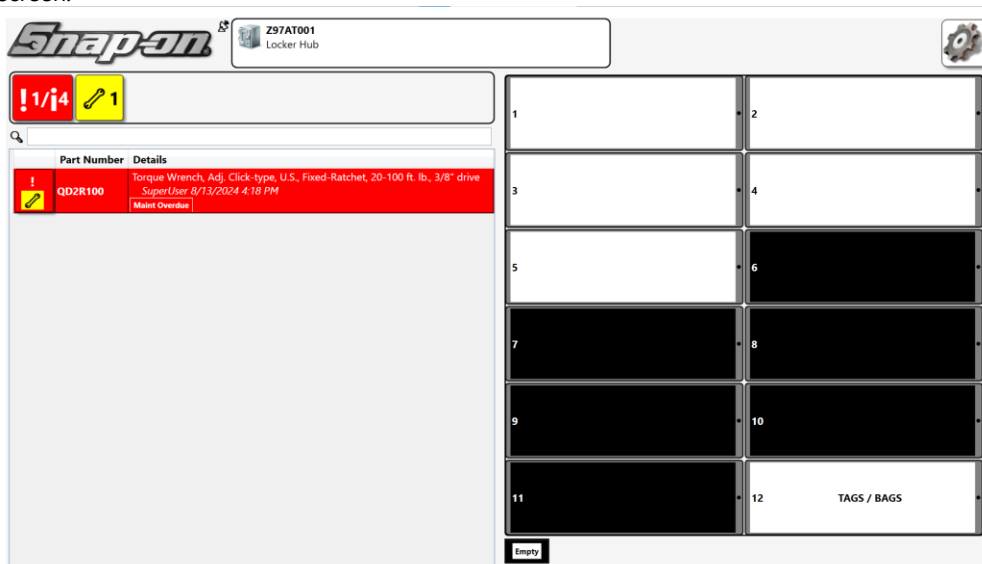 screen.
Snap-on
Z97AT001
Locker Hub
!1/i4 1
Part Number Details
! QD2R100 Torque Wrench, Adj. Click-type, U.S., Fixed-Ratchet, 20-100 ft. lb., 3/8" drive
SuperUser 8/13/2024 4:18 PM
Maint Overdue
1 2
3 4
5 6
7 8
9 10
11 12 TAGS / BAGS
Empty